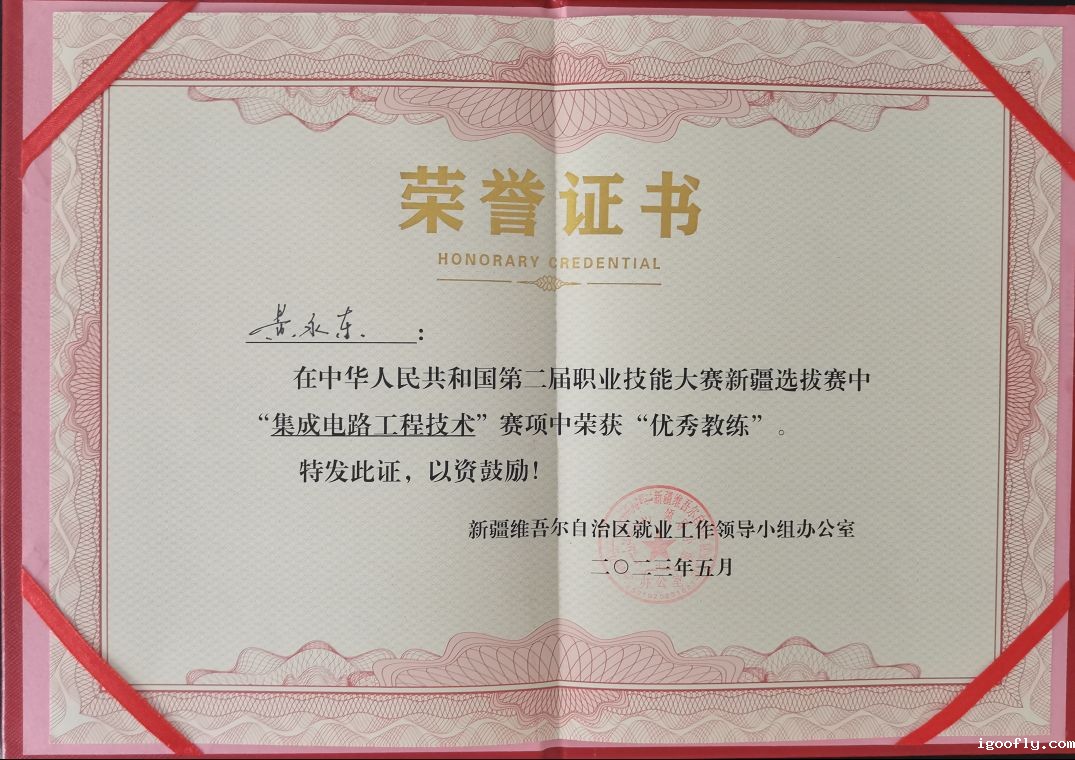 荣誉证书
HONORARY CREDENTIAL
黄永东:
在中华人民共和国第二届职业技能大赛新疆选拔赛中
“集成电路工程技术”赛项中荣获“优秀教练”。
特发此证，以资鼓励！
新疆维吾尔自治区就业工作领导小组办公室
二〇二三年五月
办公室
igoofly.com